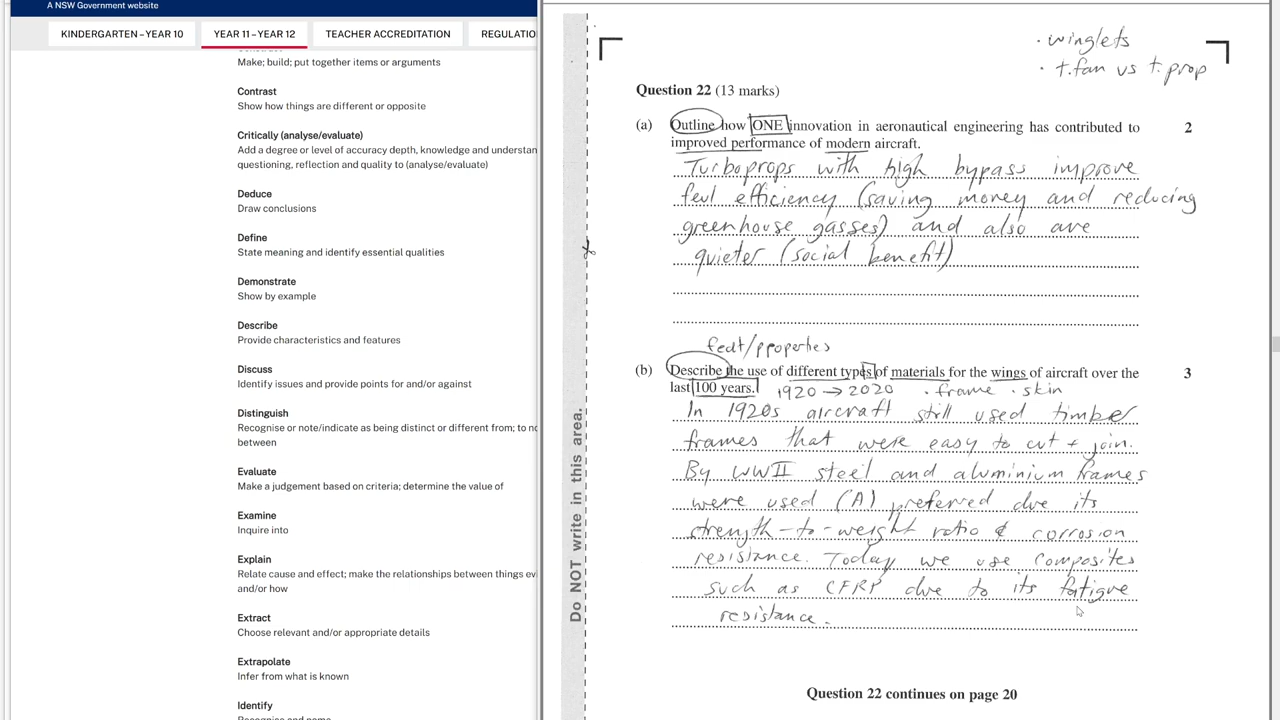 A NSW Government website
KINDERGARTEN – YEAR 10
YEAR 11 – YEAR 12
TEACHER ACCREDITATION
REGULATIO
Make; build; put together items or arguments
Contrast
Show how things are different or opposite
Critically (analyse/evaluate)
Add a degree or level of accuracy depth, knowledge and understan
questioning, reflection and quality to (analyse/evaluate)
Deduce
Draw conclusions
Define
State meaning and identify essential qualities
Demonstrate
Show by example
Describe
Provide characteristics and features
Discuss
Identify issues and provide points for and/or against
Distinguish
Recognise or note/indicate as being distinct or different from; to no
between
Evaluate
Make a judgement based on criteria; determine the value of
Examine
Inquire into
Explain
Relate cause and effect; make the relationships between things ev
and/or how
Extract
Choose relevant and/or appropriate details
Extrapolate
Infer from what is known
Identify
Recognise and name
· winglets
· t.fan vs t.prop
Question 22 (13 marks)
(a) Outline how ONE innovation in aeronautical engineering has contributed to 2
improved performance of modern aircraft.
Turboprops with high bypass improve
feul efficiency (saving money and reducing
greenhouse gasses) and also are
quieter (social benefit)
feat/properties
(b) Describe the use of different types of materials for the wings of aircraft over the 3
last 100 years. 1920 → 2020 · frame · skin
In 1920s aircraft still used timber
frames that were easy to cut + join.
By WWII steel and aluminium frames
were used (A) preferred due its
strength-to-weight ratio & corrosion
resistance. Today we use composites
such as CFRP due to its fatigue
resistance.
Do NOT write in this area.
Question 22 continues on page 20